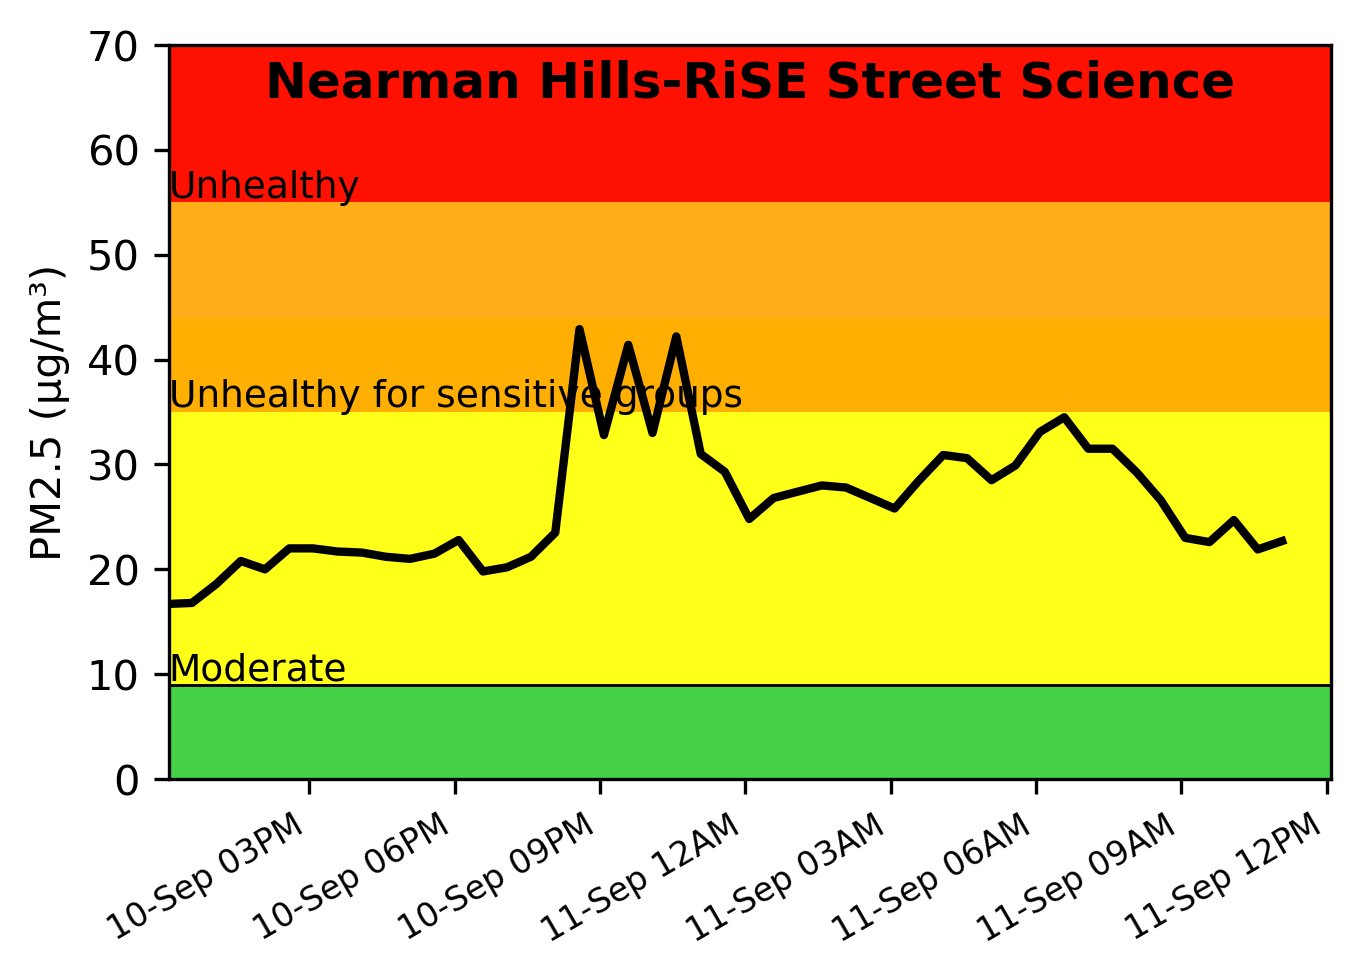 Nearman Hills-RiSE Street Science
PM2.5 (µg/m³)
70
60
50
40
30
20
10
0
Unhealthy
Unhealthy for sensitive groups
Moderate
10-Sep 03PM
10-Sep 06PM
10-Sep 09PM
11-Sep 12AM
11-Sep 03AM
11-Sep 06AM
11-Sep 09AM
11-Sep 12PM